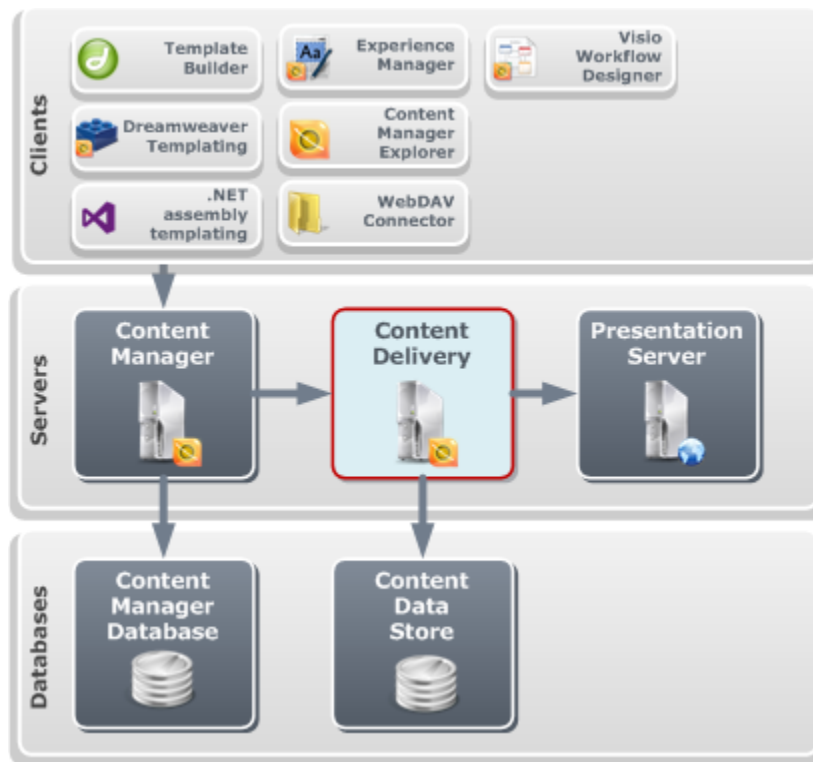 Clients
Template
Builder
Experience
Manager
Visio
Workflow
Designer
Dreamweaver
Templating
Content
Manager
Explorer
.NET
assembly
templating
WebDAV
Connector
Servers
Content
Manager
Content
Delivery
Presentation
Server
Databases
Content
Manager
Database
Content
Data
Store